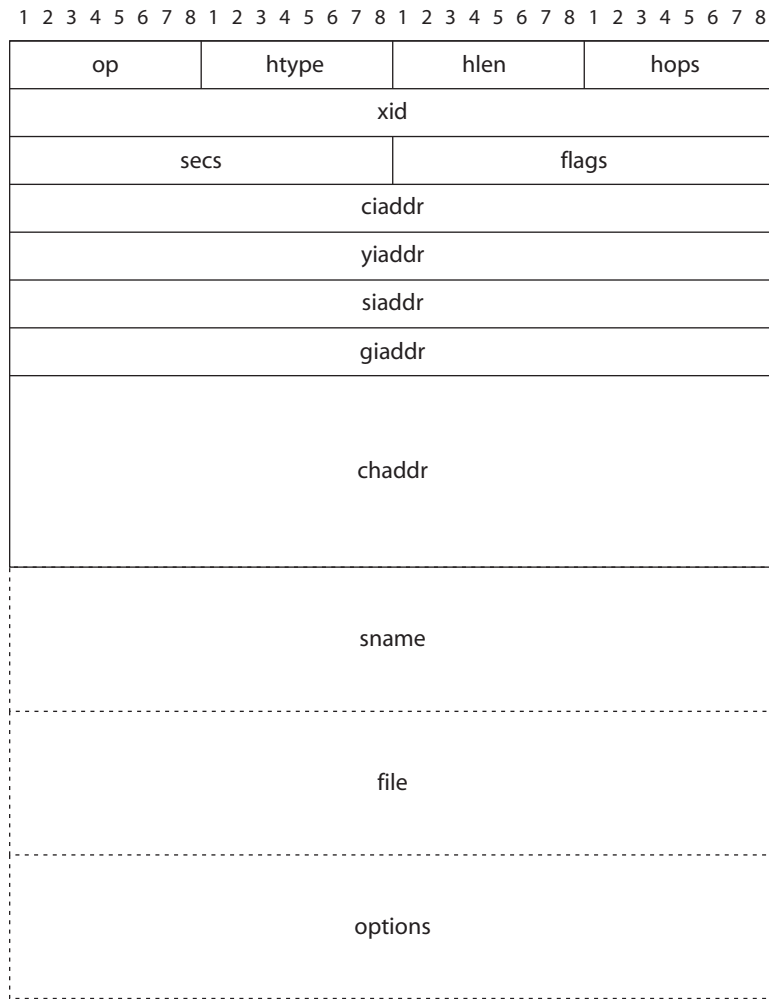 1 2 3 4 5 6 7 8 1 2 3 4 5 6 7 8 1 2 3 4 5 6 7 8 1 2 3 4 5 6 7 8
op htype hlen hops
xid
secs flags
ciaddr
yiaddr
siaddr
giaddr
chaddr
sname
file
options